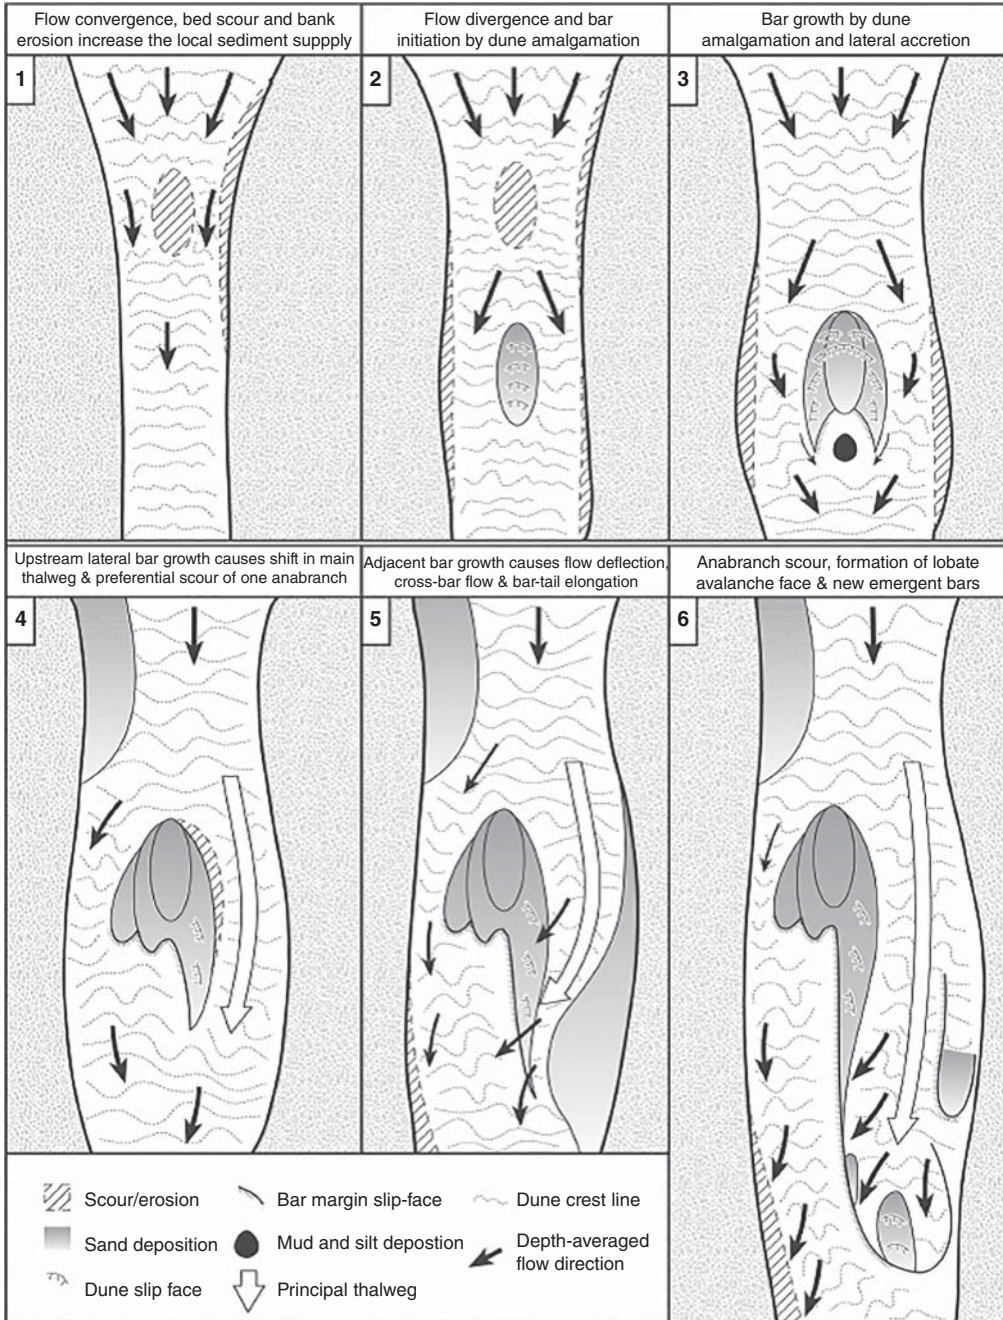 Flow convergence, bed scour and bank
erosion increase the local sediment suppply
1
Flow divergence and bar
initiation by dune amalgamation
2
Bar growth by dune
amalgamation and lateral accretion
3
Upstream lateral bar growth causes shift in main
thalweg & preferential scour of one anabranch
4
Adjacent bar growth causes flow deflection,
cross-bar flow & bar-tail elongation
5
Anabranch scour, formation of lobate
avalanche face & new emergent bars
6
Scour/erosion
Sand deposition
Dune slip face
Bar margin slip-face
Mud and silt depostion
Principal thalweg
Dune crest line
Depth-averaged
flow direction